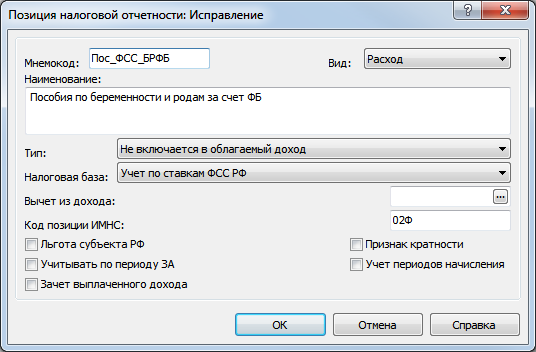 Позиция налоговой отчетности: Исправление
Мнемокод: Пос_ФСС_БРФБ Вид: Расход
Наименование:
Пособия по беременности и родам за счет ФБ
Тип: Не включается в облагаемый доход
Налоговая база: Учет по ставкам ФСС РФ
Вычет из дохода: ...
Код позиции ИМНС: 02Ф
Льгота субъекта РФ Признак кратности
Учитывать по периоду ЗА Учет периодов начисления
Зачет выплаченного дохода
ОК Отмена Справка